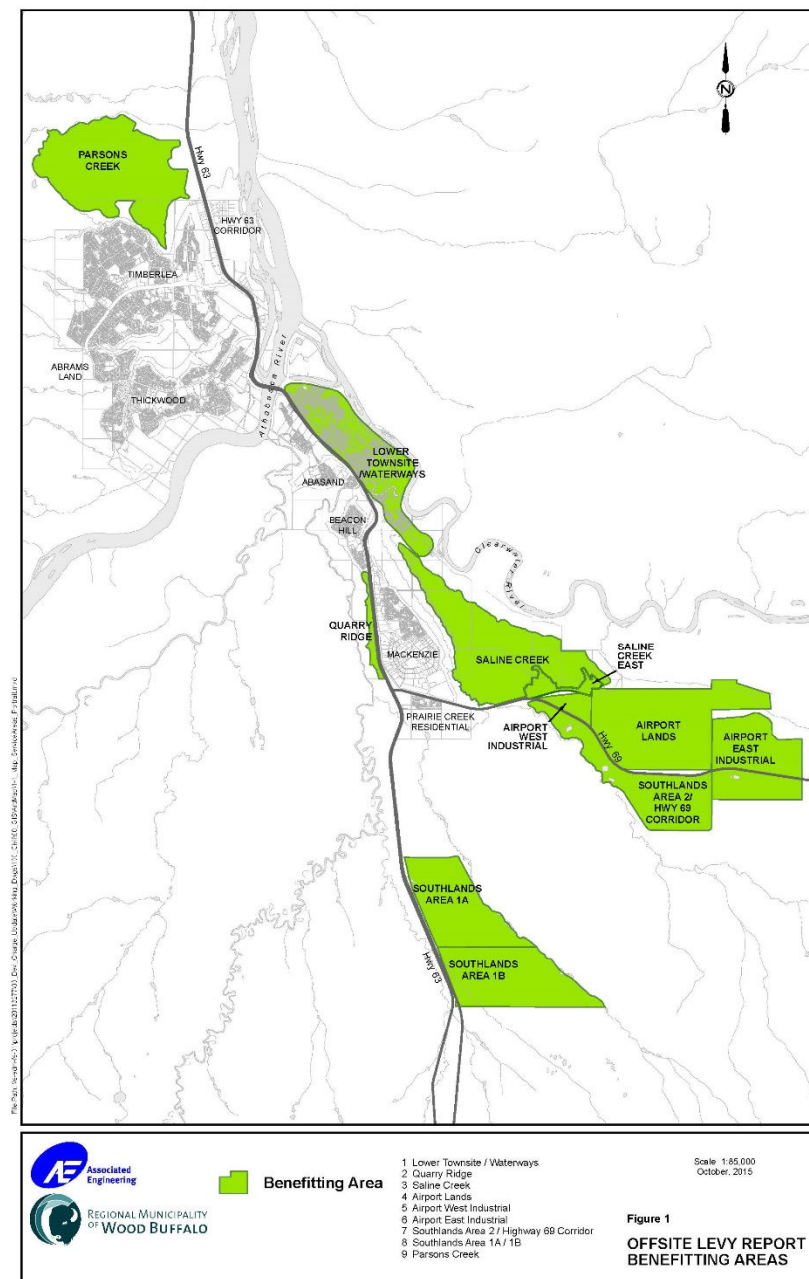 N
PARSONS
CREEK
Hwy 63
HWY 63
CORRIDOR
TIMBERLEA
Athabasca River
ABRAMS
LAND
THICKWOOD
LOWER
TOWNSITE
/WATERWAYS
ABASAND
BEACON
HILL
Clearwater
River
QUARRY
RIDGE
MACKENZIE
SALINE CREEK
SALINE
CREEK
EAST
PRAIRIE CREEK
RESIDENTIAL
AIRPORT
WEST
INDUSTRIAL
Hwy 69
AIRPORT
LANDS
AIRPORT
EAST
INDUSTRIAL
SOUTHLANDS
AREA 2/
HWY 69
CORRIDOR
SOUTHLANDS
AREA 1A
Hwy 63
SOUTHLANDS
AREA 1B
AE Associated
Engineering
REGIONAL MUNICIPALITY
OF WOOD BUFFALO
Benefitting Area
1 Lower Townsite / Waterways
2 Quarry Ridge
3 Saline Creek
4 Airport Lands
5 Airport West Industrial
6 Airport East Industrial
7 Southlands Area 2 / Highway 69 Corridor
8 Southlands Area 1A / 1B
9 Parsons Creek
Scale 1:85,000
October, 2015
Figure 1
OFFSITE LEVY REPORT
BENEFITTING AREAS